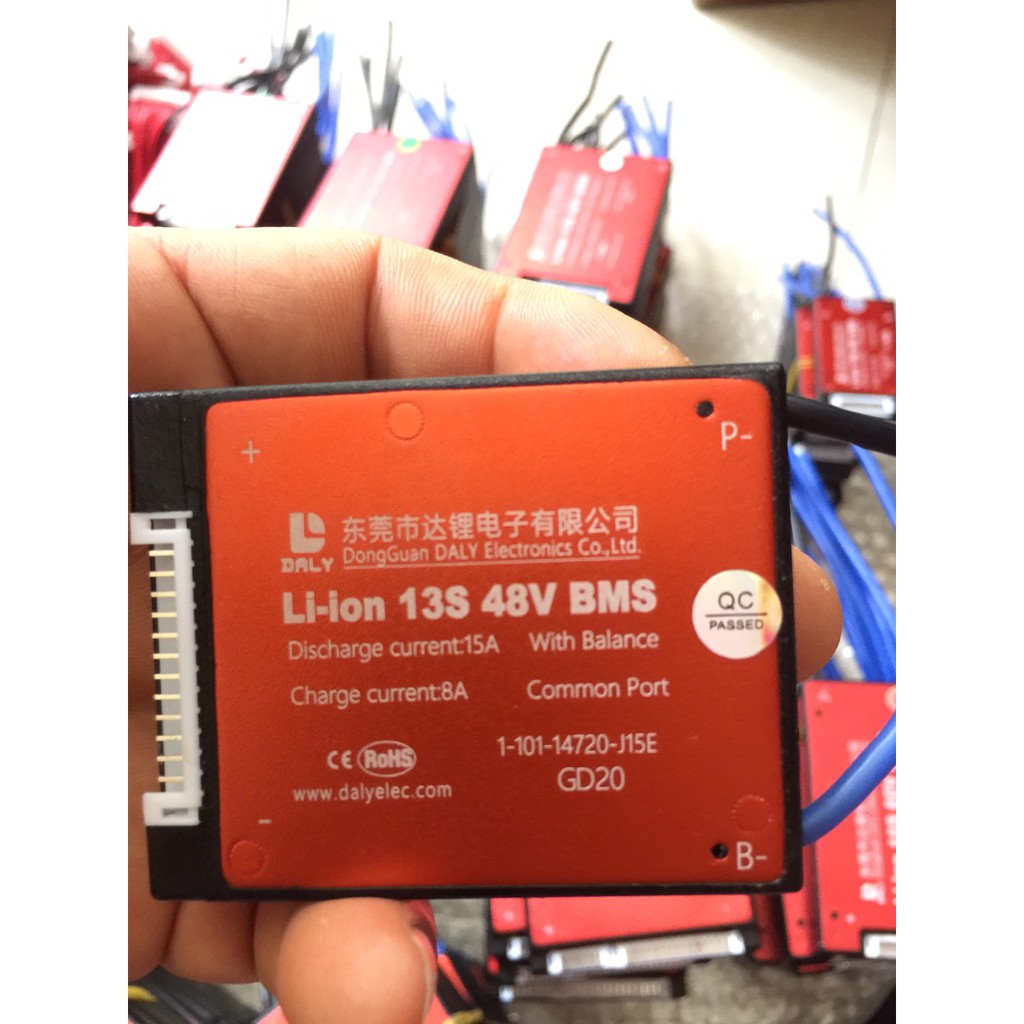 P-
+
DALY
东莞市达锂电子有限公司
DongGuan DALY Electronics Co.,Ltd.
Li-ion 13S 48V BMS
QC
PASSED
Discharge current:15A With Balance
Charge current:8A Common Port
1-101-14720-J15E
CE RoHS
GD20
www.dalyelec.com
-
B-